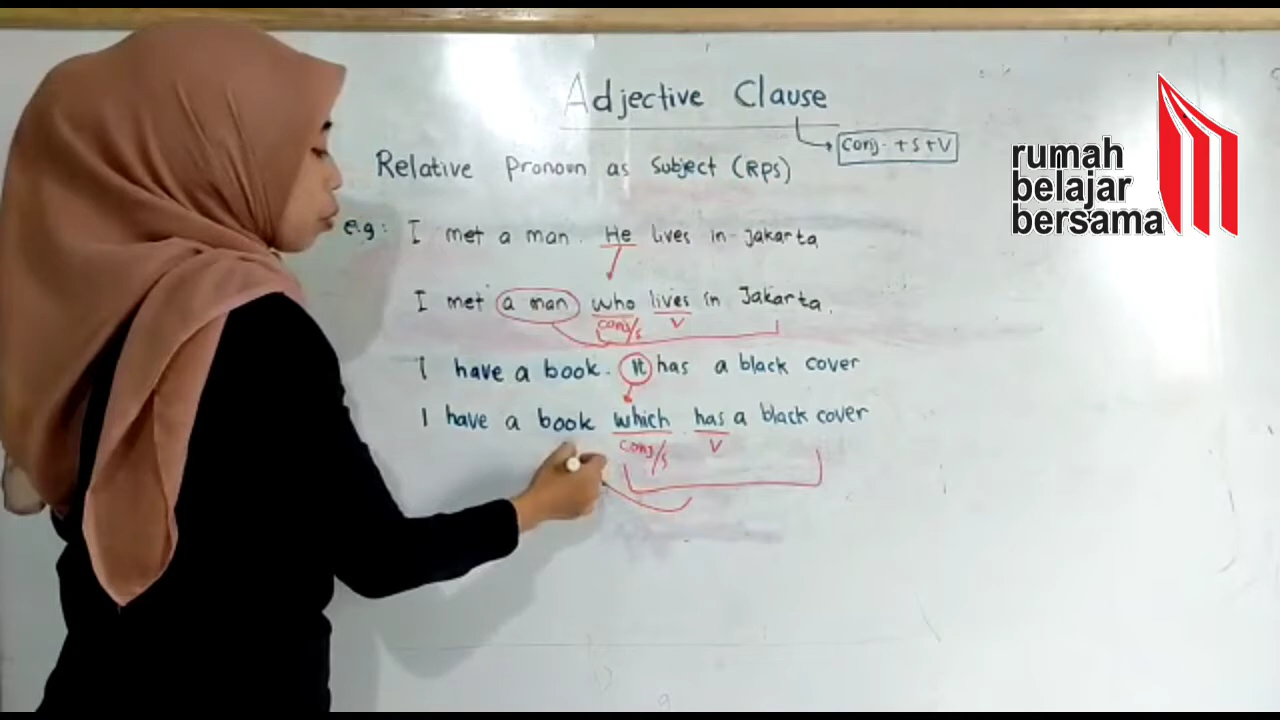 Adjective Clause
conj. + S + V
Relative Pronoun as Subject (RPS)
e.g: I met a man. He lives in Jakarta
I met a man who lives in Jakarta.
conj/s V
I have a book. It has a black cover
I have a book which has a black cover
conj/s V
rumah
belajar
bersama